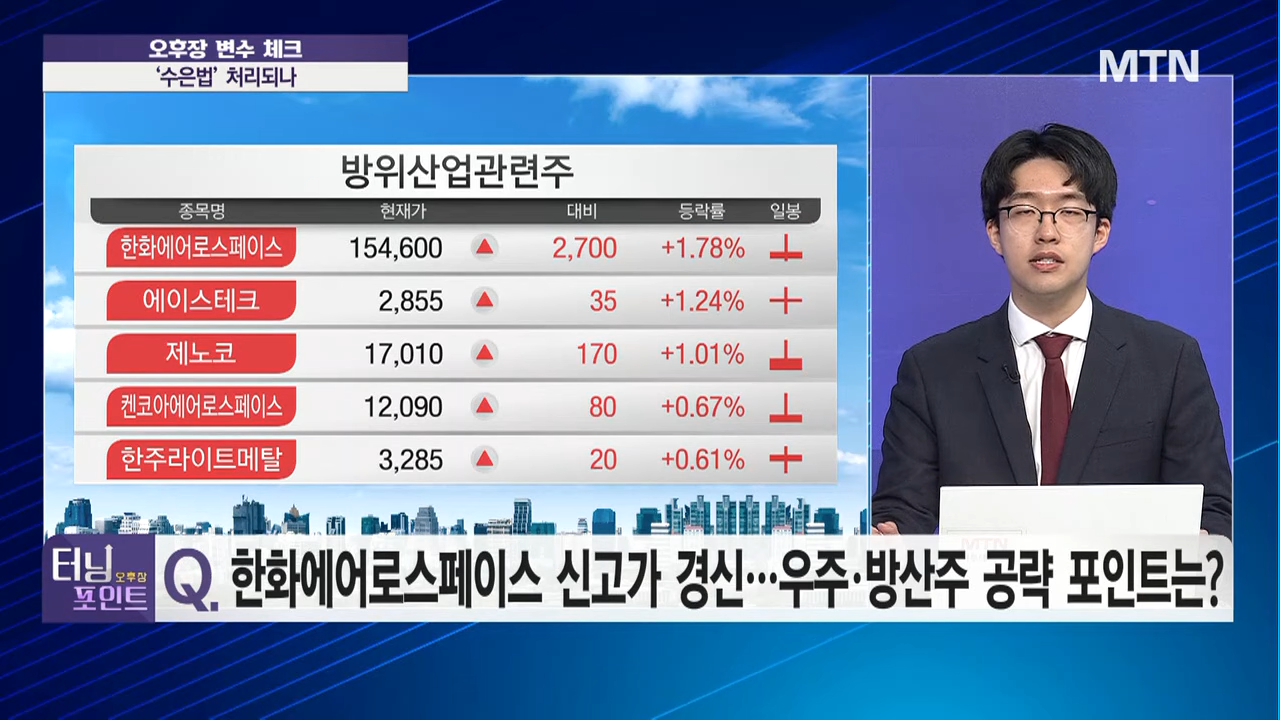 오후장 변수 체크
‘수은법’ 처리되나
MTN
방위산업관련주
종목명 현재가 대비 등락률 일봉
한화에어로스페이스 154,600 ▲ 2,700 +1.78%
에이스테크 2,855 ▲ 35 +1.24%
제노코 17,010 ▲ 170 +1.01%
켄코아에어로스페이스 12,090 ▲ 80 +0.67%
한주라이트메탈 3,285 ▲ 20 +0.61%
MTN
터닝 오후장
포인트
Q. 한화에어로스페이스 신고가 경신…우주·방산주 공략 포인트는?